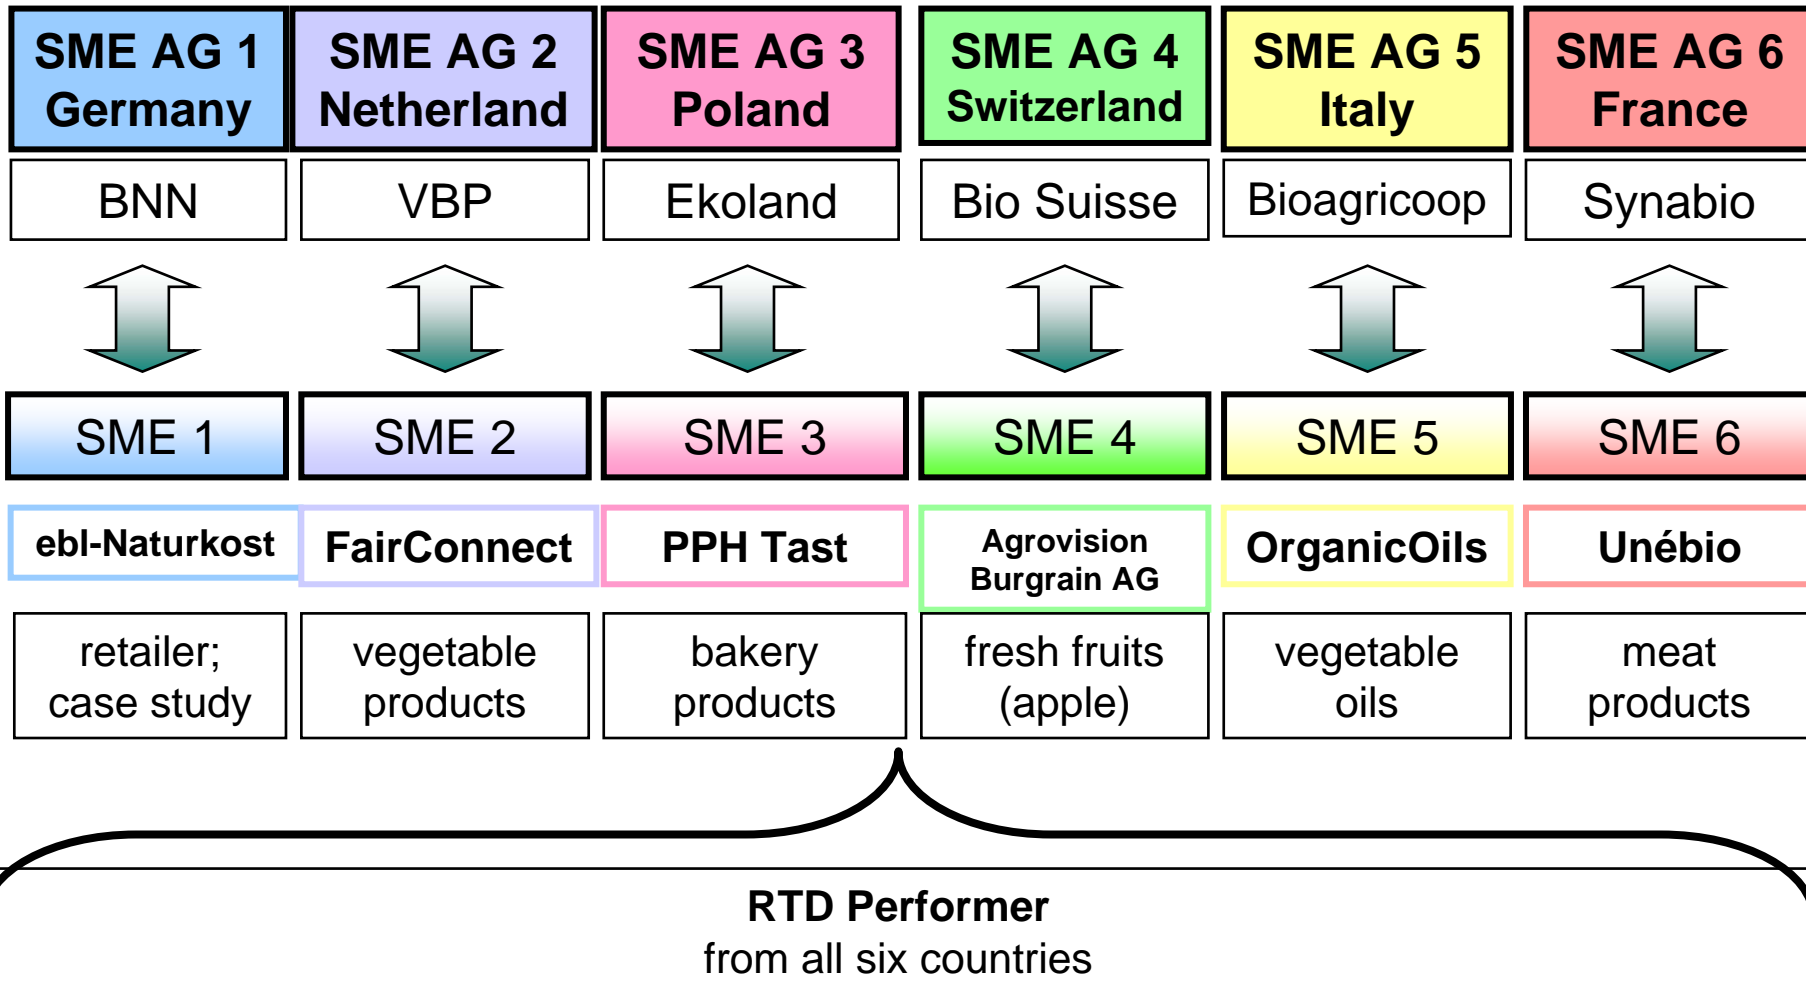 SME AG 1
Germany
SME AG 2
Netherland
SME AG 3
Poland
SME AG 4
Switzerland
SME AG 5
Italy
SME AG 6
France
BNN
VBP
Ekoland
Bio Suisse
Bioagricoop
Synabio
SME 1
SME 2
SME 3
SME 4
SME 5
SME 6
ebl-Naturkost
FairConnect
PPH Tast
Agrovision
Burgrain AG
OrganicOils
Unébio
retailer;
case study
vegetable
products
bakery
products
fresh fruits
(apple)
vegetable
oils
meat
products
RTD Performer
from all six countries